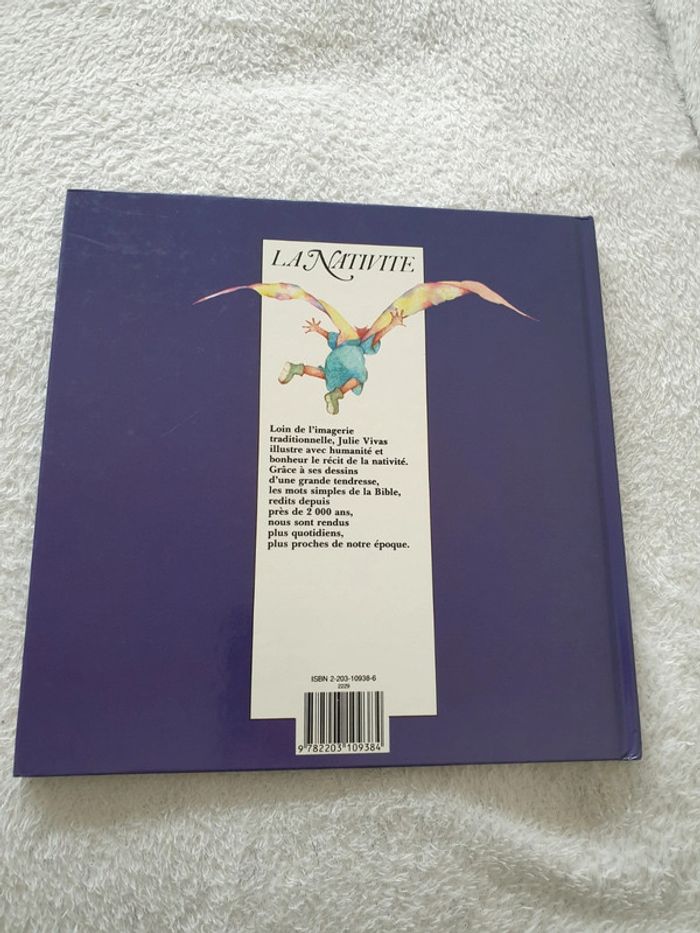 LA NATIVITE
Loin de l'imagerie
traditionnelle, Julie Vivas
illustre avec humanité et
bonheur le récit de la nativité.
Grâce à ses dessins
d'une grande tendresse,
les mots simples de la Bible,
redits depuis
près de 2 000 ans,
nous sont rendus
plus quotidiens,
plus proches de notre époque.
ISBN 2-203-10938-6
2229
9 782203 109384